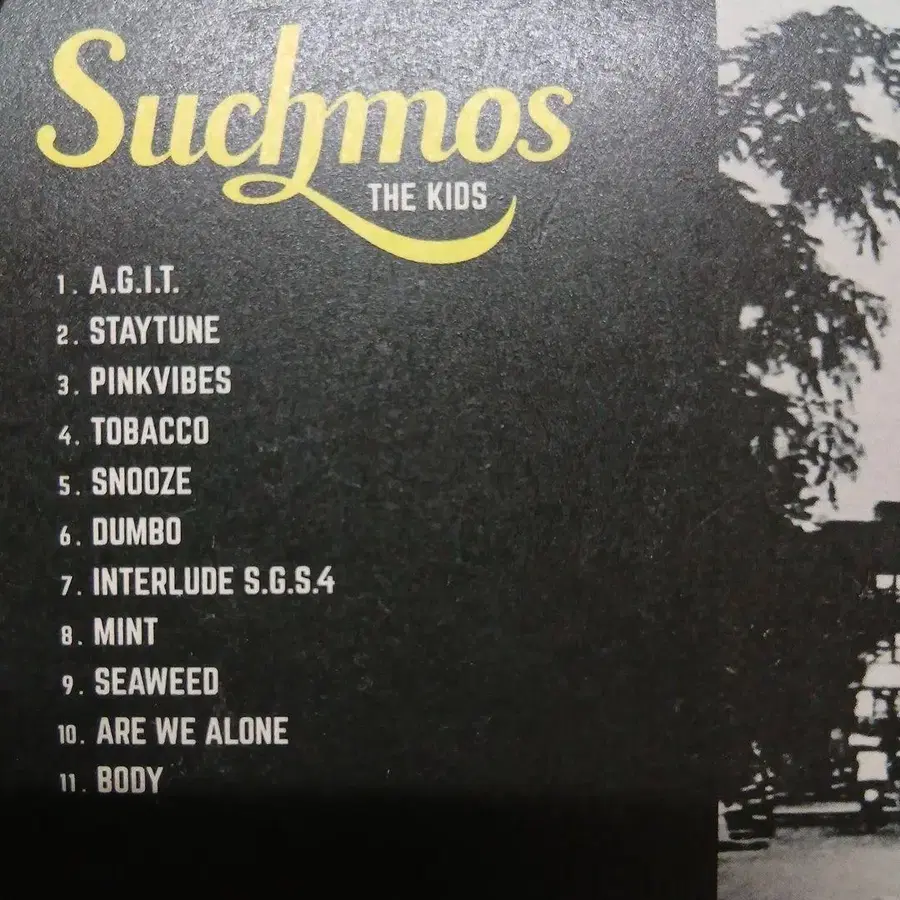 Suchmos
THE KIDS
1. A.G.I.T.
2. STAYTUNE
3. PINKVIBES
4. TOBACCO
5. SNOOZE
6. DUMBO
7. INTERLUDE S.G.S.4
8. MINT
9. SEAWEED
10. ARE WE ALONE
11. BODY